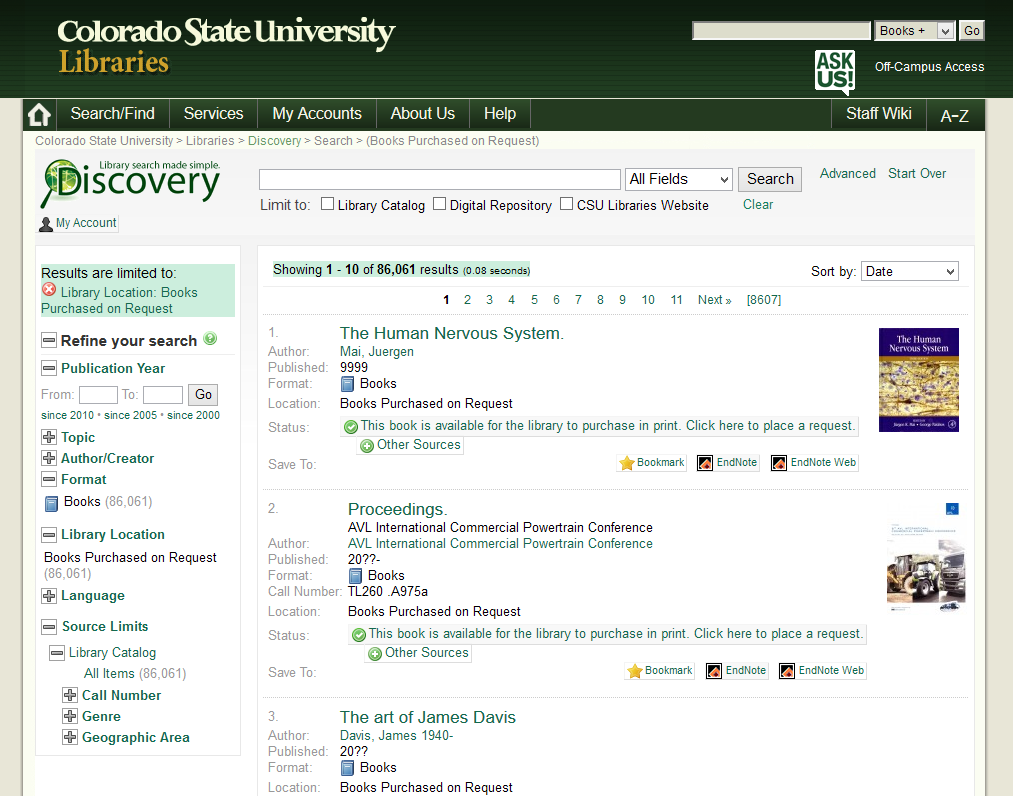 Colorado State University
Libraries
Books +
Go
ASK US!
Off-Campus Access
Search/Find
Services
My Accounts
About Us
Help
Staff Wiki
A-Z
Colorado State University > Libraries > Discovery > Search > (Books Purchased on Request)
Library search made simple.
Discovery
My Account
All Fields
Search
Advanced
Start Over
Limit to:
Library Catalog
Digital Repository
CSU Libraries Website
Clear
Results are limited to:
Library Location: Books
Purchased on Request
Refine your search
Publication Year
From:
To:
Go
since 2010 • since 2005 • since 2000
Topic
Author/Creator
Format
Books (86,061)
Library Location
Books Purchased on Request
(86,061)
Language
Source Limits
Library Catalog
All Items (86,061)
Call Number
Genre
Geographic Area
Showing 1 - 10 of 86,061 results (0.08 seconds)
Sort by: Date
1 2 3 4 5 6 7 8 9 10 11 Next » [8607]
1.
The Human Nervous System.
Author: Mai, Juergen
Published: 9999
Format: Books
Location: Books Purchased on Request
Status: This book is available for the library to purchase in print. Click here to place a request.
Other Sources
Save To: Bookmark EndNote EndNote Web
The Human
Nervous System
2.
Proceedings.
AVL International Commercial Powertrain Conference
Author: AVL International Commercial Powertrain Conference
Published: 20??-
Format: Books
Call Number: TL260 .A975a
Location: Books Purchased on Request
Status: This book is available for the library to purchase in print. Click here to place a request.
Other Sources
Save To: Bookmark EndNote EndNote Web
3.
The art of James Davis
Author: Davis, James 1940-
Published: 20??
Format: Books
Location: Books Purchased on Request